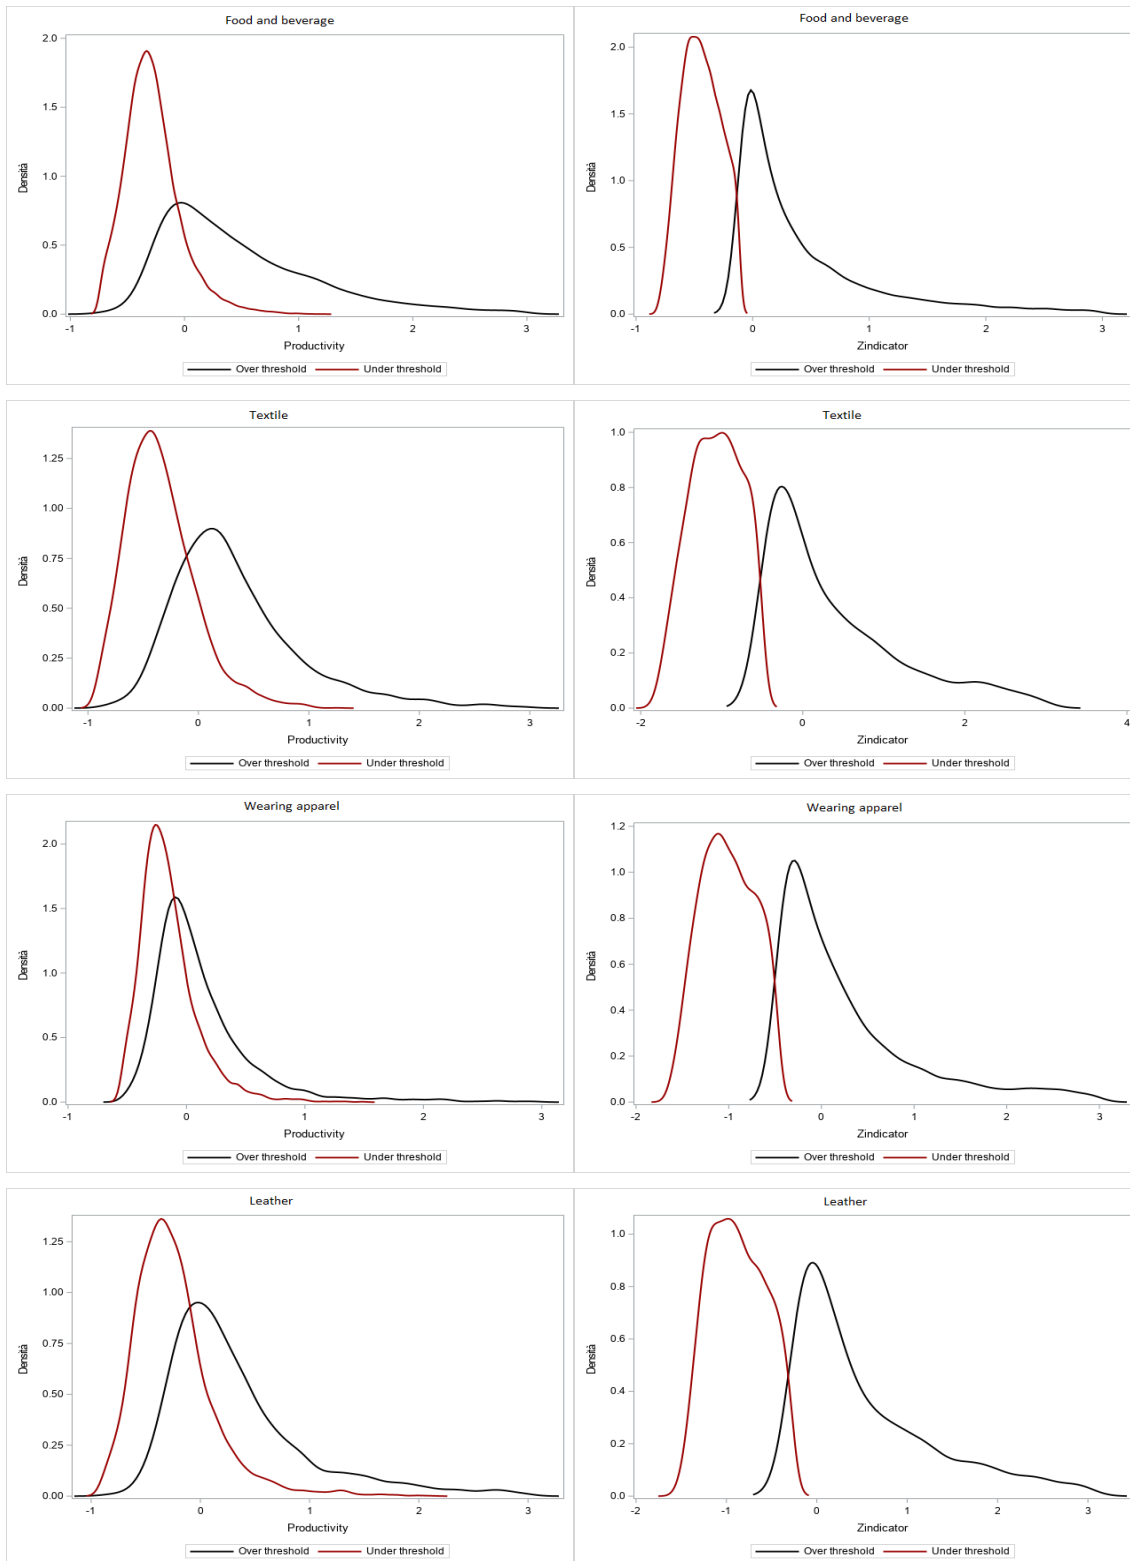 Food and beverage
2.0
1.5
1.0
0.5
0.0
Densità
-1 0 1 2 3
Productivity
Over threshold Under threshold
Food and beverage
2.0
1.5
1.0
0.5
0.0
Densità
-1 0 1 2 3
Zindicator
Over threshold Under threshold
Textile
1.25
1.00
0.75
0.50
0.25
0.00
Densità
-1 0 1 2 3
Productivity
Over threshold Under threshold
Textile
1.0
0.8
0.6
0.4
0.2
0.0
Densità
-2 0 2 4
Zindicator
Over threshold Under threshold
Wearing apparel
2.0
1.5
1.0
0.5
0.0
Densità
-1 0 1 2 3
Productivity
Over threshold Under threshold
Wearing apparel
1.2
1.0
0.8
0.6
0.4
0.2
0.0
Densità
-2 -1 0 1 2 3
Zindicator
Over threshold Under threshold
Leather
1.25
1.00
0.75
0.50
0.25
0.00
Densità
-1 0 1 2 3
Productivity
Over threshold Under threshold
Leather
1.0
0.8
0.6
0.4
0.2
0.0
Densità
-2 -1 0 1 2 3
Zindicator
Over threshold Under threshold